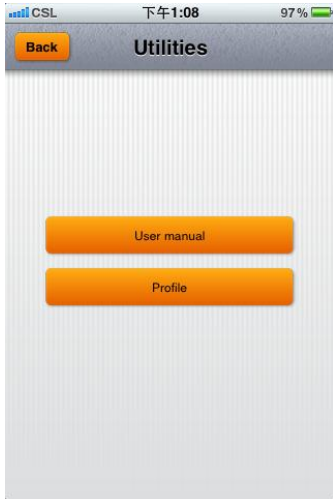 CSL 下午1:08 97%
Back Utilities
User manual
Profile